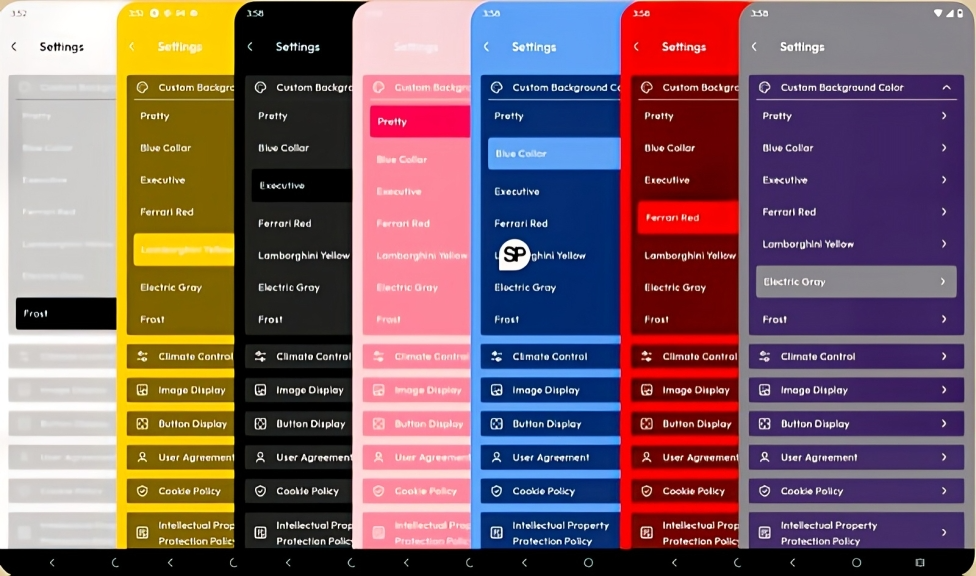 3:52
Settings
Pretty
Blue Collar
Executive
Ferrari Red
Electric Gray
Frost
Settings
Custom Backgro
Pretty
Blue Collar
Executive
Ferrari Red
Lamborghini Yellow
Electric Gray
Frost
Climate Control
Image Display
Button Display
User Agreement
Cookie Policy
Intellectual Prop
Protection Policy
3:58
Settings
Custom Backgro
Pretty
Blue Collar
Executive
Ferrari Red
Lamborghini Yellow
Electric Gray
Frost
Climate Control
Image Display
Button Display
User Agreement
Cookie Policy
Intellectual Prop
Protection Policy
3:58
Settings
Custom Backgro
Pretty
Blue Collar
Executive
Ferrari Red
Lamborghini Yellow
Electric Gray
Frost
Climate Control
Image Display
Button Display
User Agreement
Cookie Policy
Intellectual Prop
Protection Policy
3:58
Settings
Custom Background Co
Pretty
Blue Collar
Executive
Ferrari Red
L SP ghini Yellow
Electric Gray
Frost
Climate Control
Image Display
Button Display
User Agreement
Cookie Policy
Intellectual Property
Protection Policy
3:58
Settings
Custom Backgro
Pretty
Blue Collar
Executive
Ferrari Red
Lamborghini Yellow
Electric Gray
Frost
Climate Control
Image Display
Button Display
User Agreement
Cookie Policy
Intellectual Prop
Protection Policy
3:58
Settings
Custom Background Color
Pretty
Blue Collar
Executive
Ferrari Red
Lamborghini Yellow
Electric Gray
Frost
Climate Control
Image Display
Button Display
User Agreement
Cookie Policy
Intellectual Property
Protection Policy